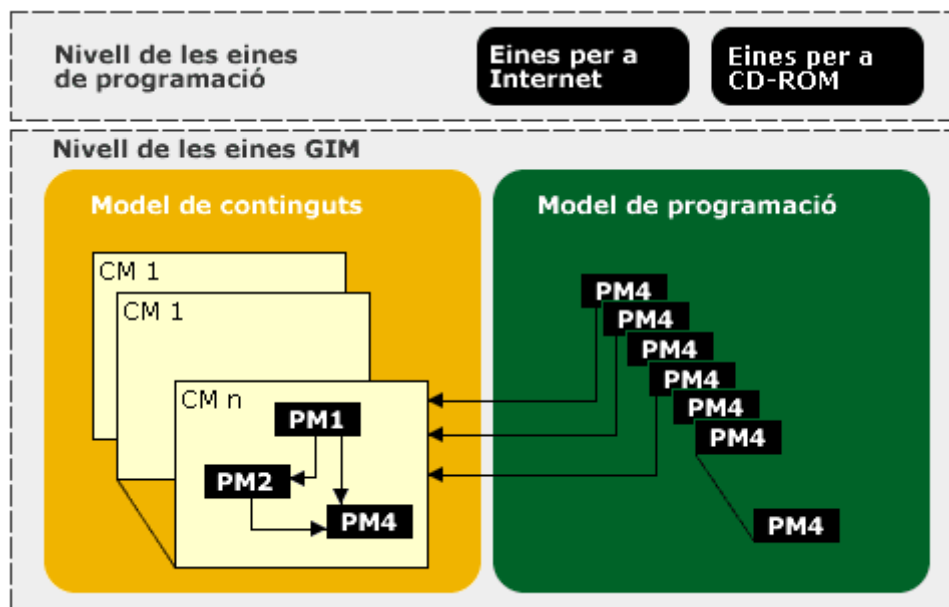 Nivell de les eines
de programació
Eines per a
Internet
Eines per a
CD-ROM
Nivell de les eines GIM
Model de continguts
CM 1
CM 1
CM n
PM1
PM2
PM4
Model de programació
PM4
PM4
PM4
PM4
PM4
PM4
PM4